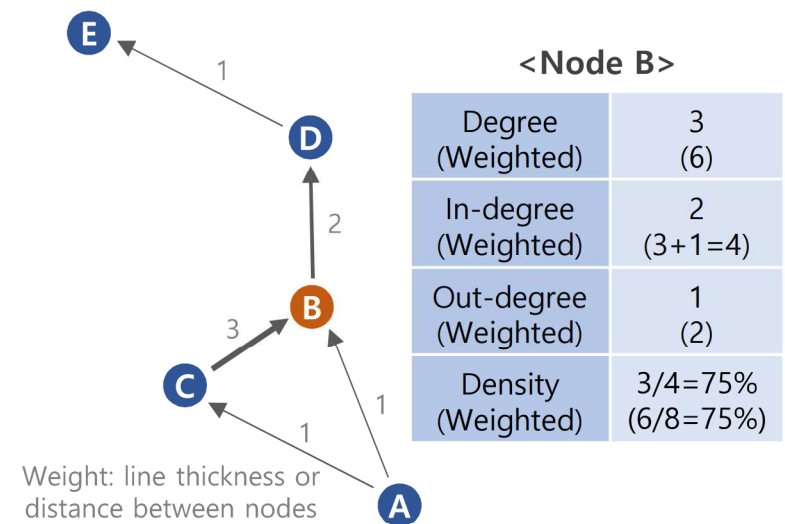 E
1
<Node B>
D
Degree
(Weighted)
3
(6)
2
In-degree
(Weighted)
2
(3+1=4)
B
Out-degree
(Weighted)
1
(2)
3
C
Density
(Weighted)
3/4=75%
(6/8=75%)
1
1
Weight: line thickness or
distance between nodes
A